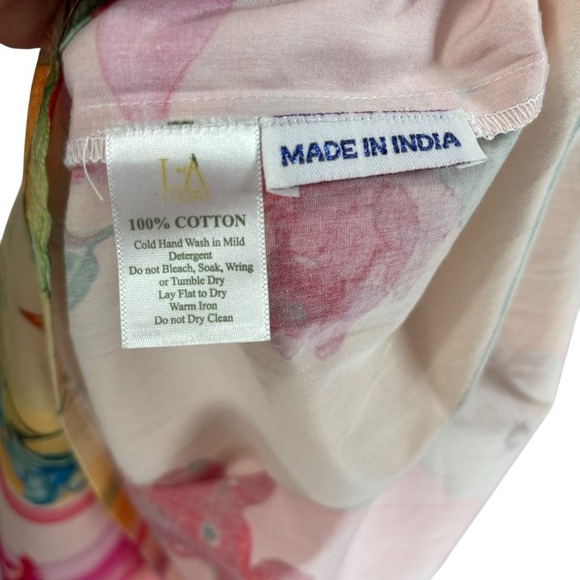 100% COTTON
Cold Hand Wash in Mild
Detergent
Do not Bleach, Soak, Wring
or Tumble Dry
Lay Flat to Dry
Warm Iron
Do not Dry Clean
MADE IN INDIA